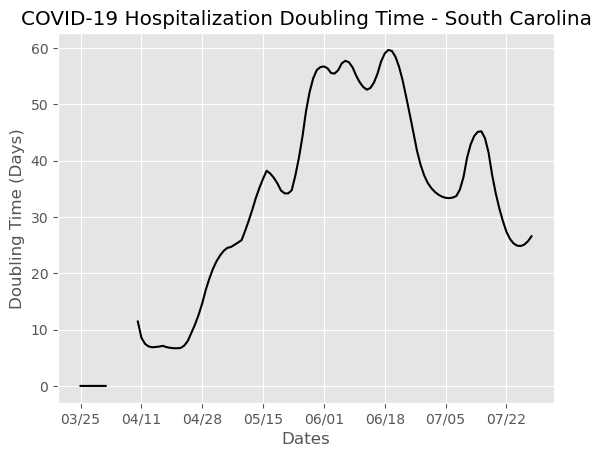 COVID-19 Hospitalization Doubling Time - South Carolina
60
50
40
30
20
10
0
Doubling Time (Days)
03/25 04/11 04/28 05/15 06/01 06/18 07/05 07/22
Dates